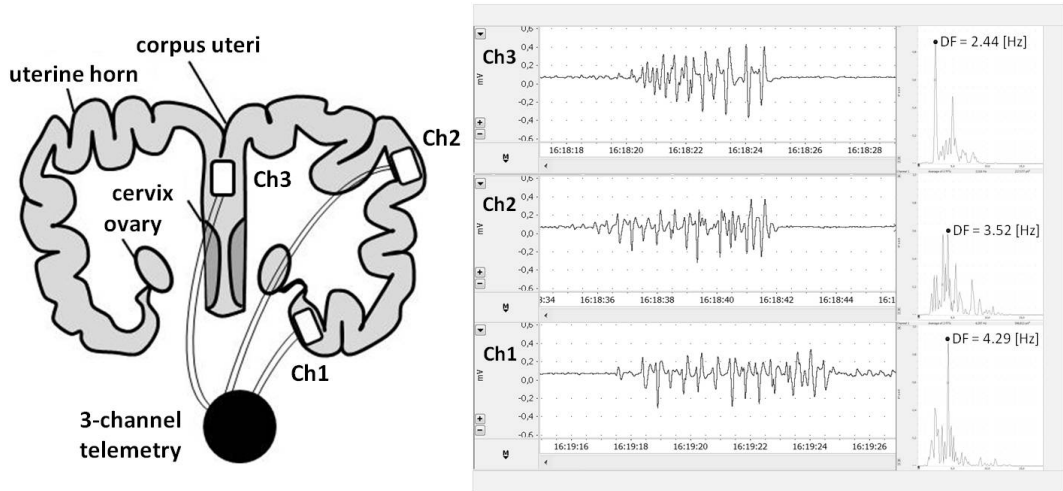 corpus uteri
uterine horn
Ch2
Ch3
cervix
ovary
Ch1
3-channel
telemetry
Ch3
mV
0,6
0,4
0,2
0,0
-0.2
-0.4
-0.6
16:18:18 16:18:20 16:18:22 16:18:24 16:18:26 16:18:28
DF = 2.44 [Hz]
Ch2
mV
0,6
0,4
0,2
0,0
-0.2
-0.4
-0.6
:8:34 16:18:36 16:18:38 16:18:40 16:18:42 16:18:44 16:1
DF = 3.52 [Hz]
Ch1
mV
0,6
0,4
0,2
0,0
-0.2
-0.4
-0.6
16:19:16 16:19:18 16:19:20 16:19:22 16:19:24 16:19:26
DF = 4.29 [Hz]